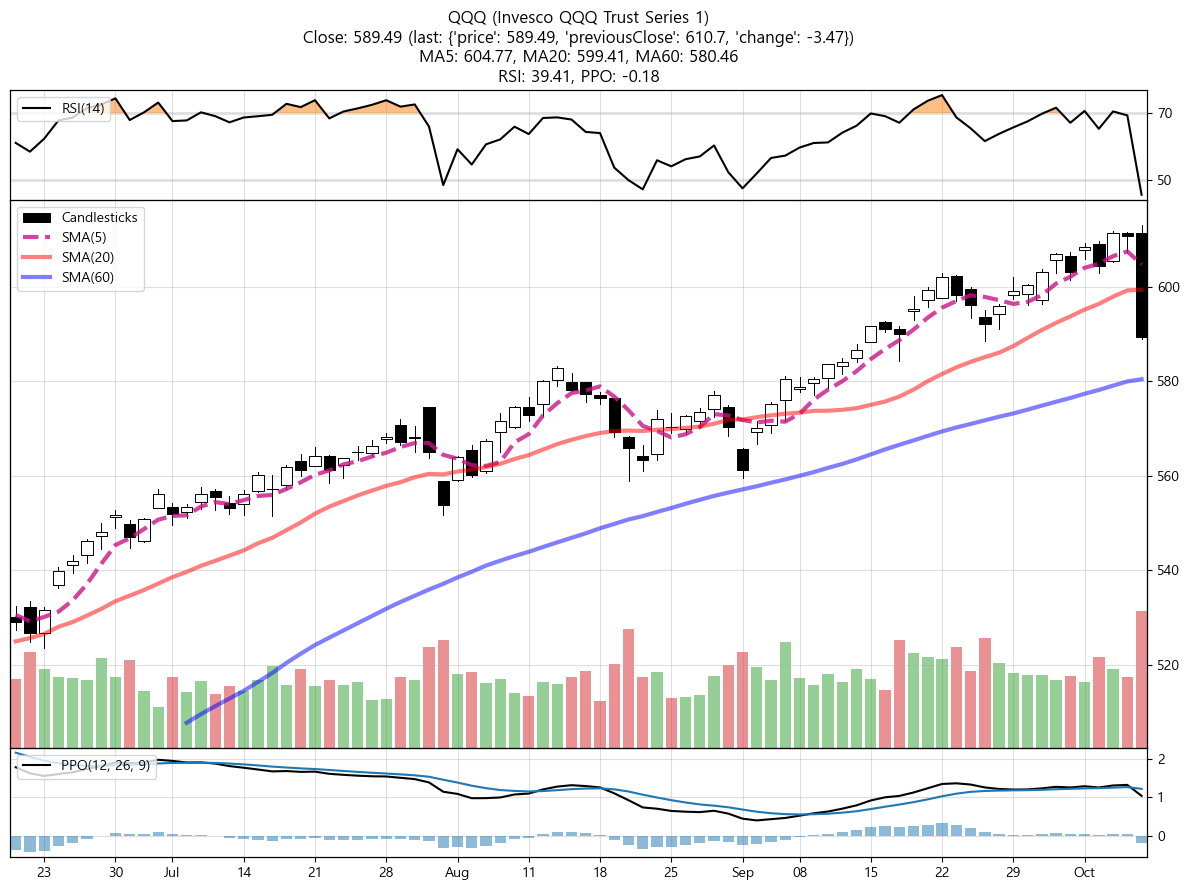 QQQ (Invesco QQQ Trust Series 1)
Close: 589.49 (last: {'price': 589.49, 'previousClose': 610.7, 'change': -3.47})
MA5: 604.77, MA20: 599.41, MA60: 580.46
RSI: 39.41, PPO: -0.18
RSI(14)
70
50
Candlesticks
SMA(5)
SMA(20)
SMA(60)
600
580
560
540
520
PPO(12, 26, 9)
2
1
0
23 30 Jul 14 21 28 Aug 11 18 25 Sep 08 15 22 29 Oct